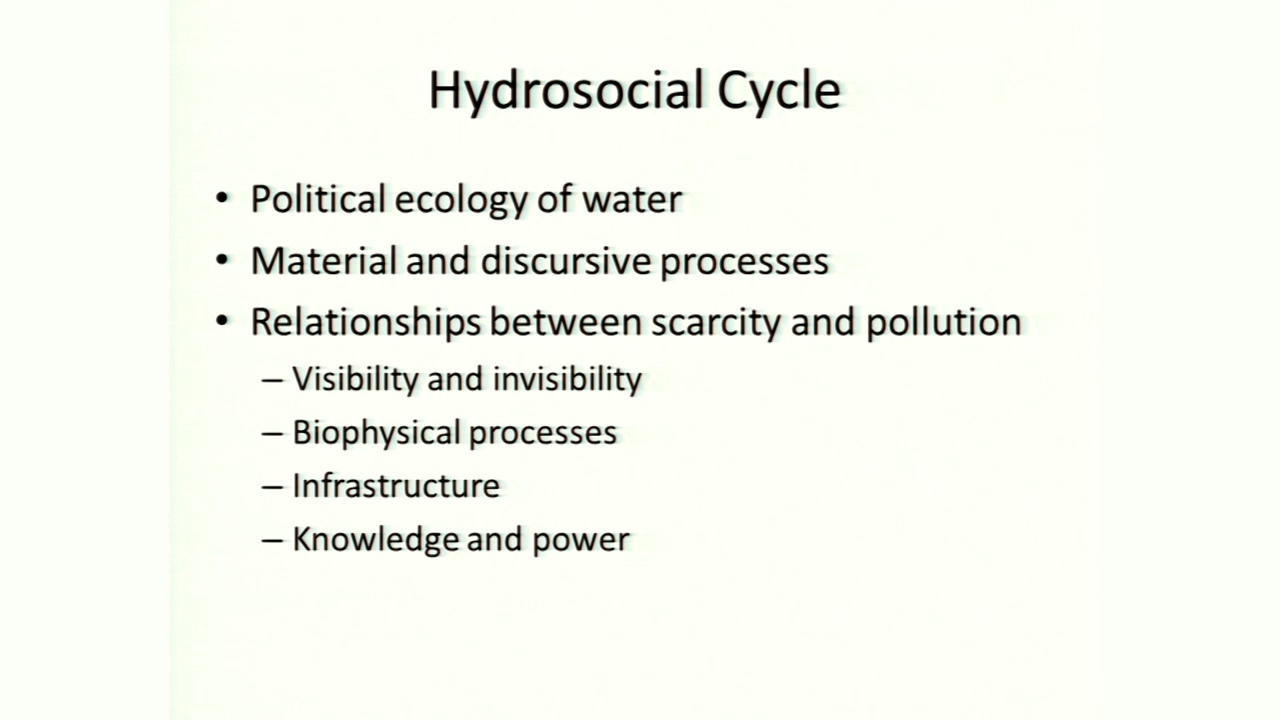 Hydrosocial Cycle
• Political ecology of water
• Material and discursive processes
• Relationships between scarcity and pollution
– Visibility and invisibility
– Biophysical processes
– Infrastructure
– Knowledge and power